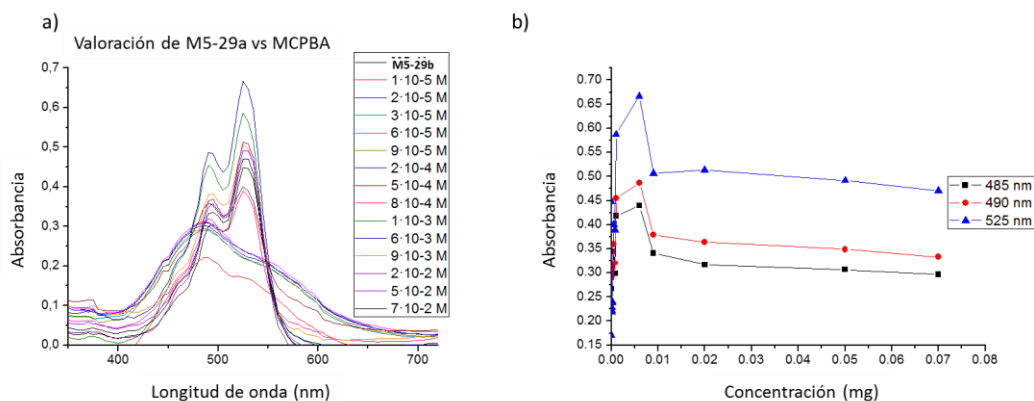 a)
Valoración de M5-29a vs MCPBA
Absorbancia
0,7
0,6
0,5
0,4
0,3
0,2
0,1
0,0
400
500
600
700
Longitud de onda (nm)
M5-29b
1·10-5 M
2·10-5 M
3·10-5 M
6·10-5 M
9·10-5 M
2·10-4 M
5·10-4 M
8·10-4 M
1·10-3 M
6·10-3 M
9·10-3 M
2·10-2 M
5·10-2 M
7·10-2 M
b)
Absorbancia
0.70
0.65
0.60
0.55
0.50
0.45
0.40
0.35
0.30
0.25
0.20
0.15
0.00
0.01
0.02
0.03
0.04
0.05
0.06
0.07
0.08
Concentración (mg)
485 nm
490 nm
525 nm